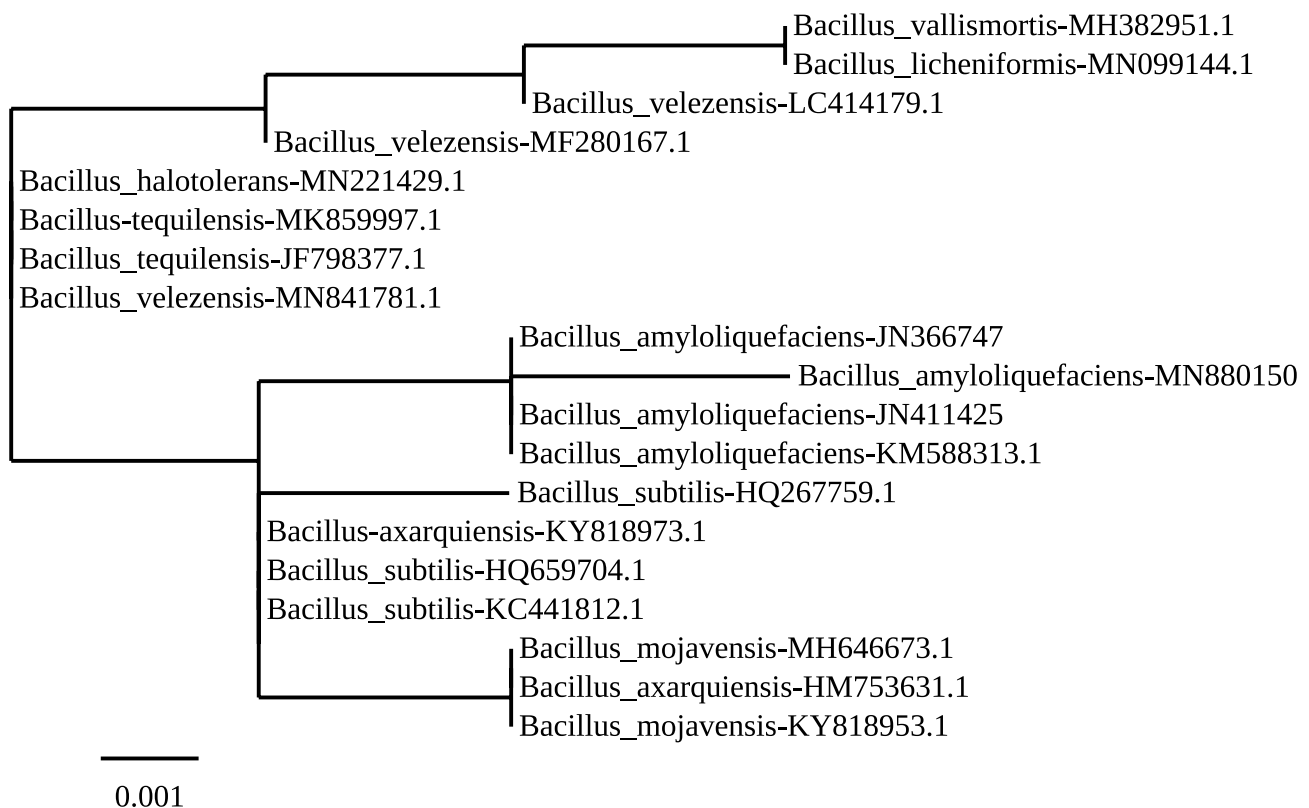 Bacillus_vallismortis-MH382951.1
Bacillus_licheniformis-MN099144.1
Bacillus_velezensis-LC414179.1
Bacillus_velezensis-MF280167.1
Bacillus_halotolerans-MN221429.1
Bacillus-tequilensis-MK859997.1
Bacillus_tequilensis-JF798377.1
Bacillus_velezensis-MN841781.1
Bacillus_amyloliquefaciens-JN366747
Bacillus_amyloliquefaciens-MN880150
Bacillus_amyloliquefaciens-JN411425
Bacillus_amyloliquefaciens-KM588313.1
Bacillus_subtilis-HQ267759.1
Bacillus-axarquiensis-KY818973.1
Bacillus_subtilis-HQ659704.1
Bacillus_subtilis-KC441812.1
Bacillus_mojavensis-MH646673.1
Bacillus_axarquiensis-HM753631.1
Bacillus_mojavensis-KY818953.1
0.001